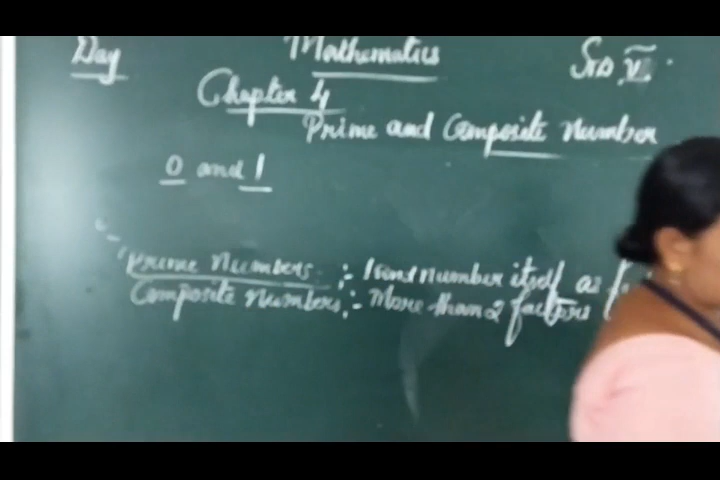 Day Mathematics Std. V
Chapter 4
Prime and Composite Number
0 and 1
Prime Numbers :- 1 and number itself as
Composite Numbers :- More than 2 factors